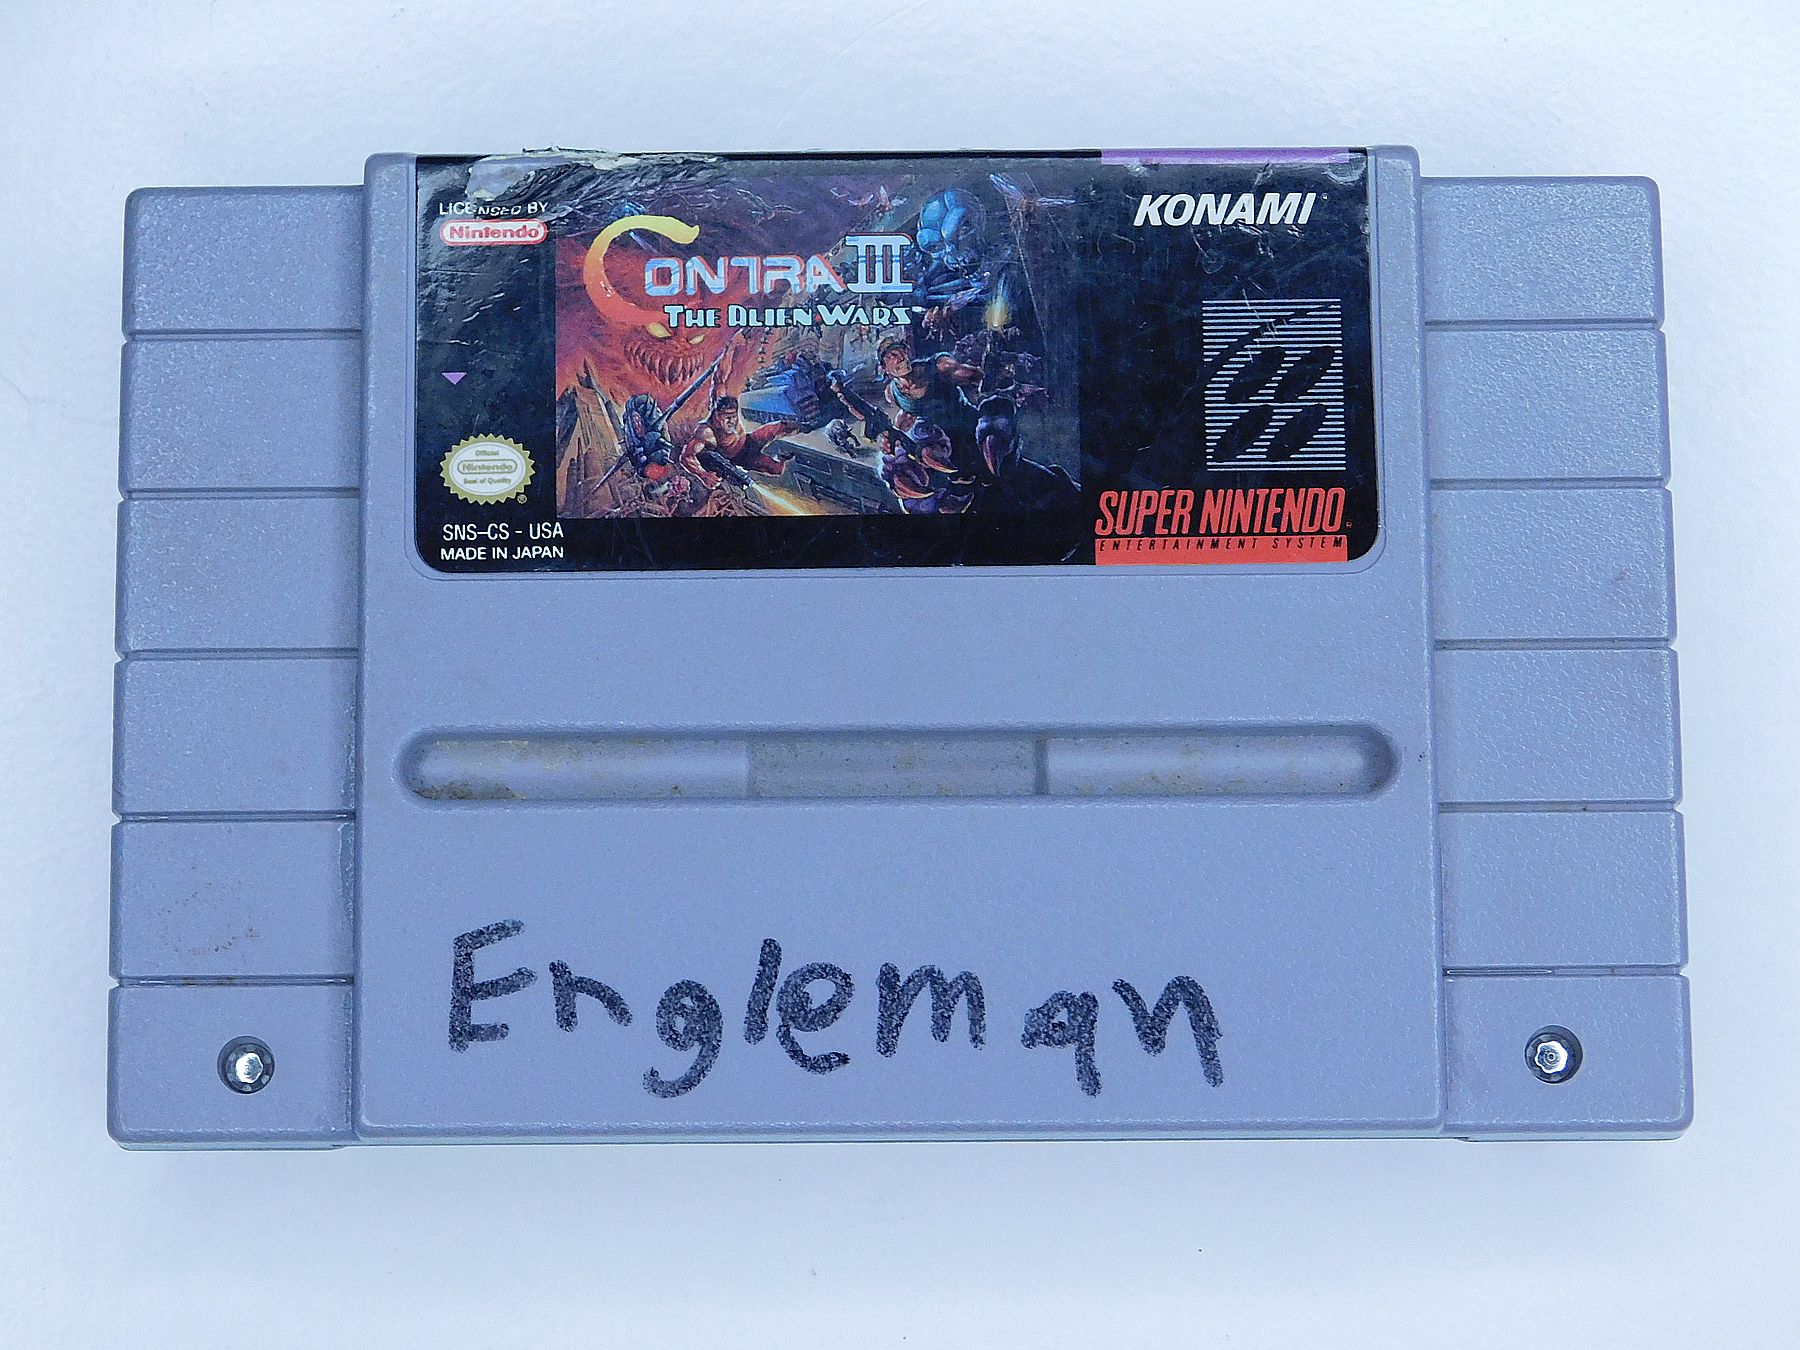 LICENSED BY
Nintendo
KONAMI
CONTRA III
THE ALIEN WARS™
Official
Nintendo
Seal of Quality
SNS-CS - USA
MADE IN JAPAN
SUPER NINTENDO
ENTERTAINMENT SYSTEM
Engleman